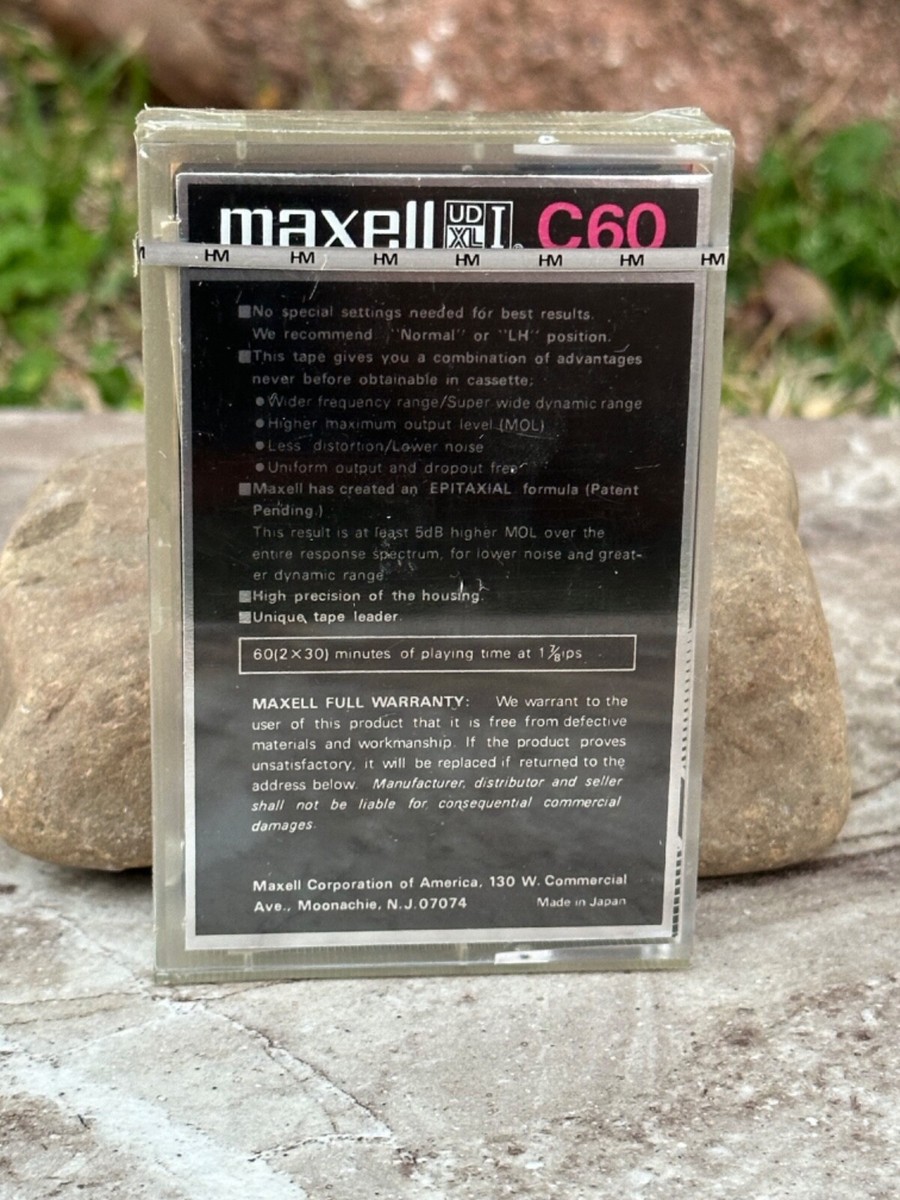 maxell UD XL I C60
HM HM HM HM HM HM HM
■No special settings needed for best results.
We recommend "Normal" or "LH" position.
■This tape gives you a combination of advantages
never before obtainable in cassette:
●Wider frequency range/Super wide dynamic range
●Higher maximum output level (MOL)
●Less distortion/Lower noise
●Uniform output and dropout free
■Maxell has created an EPITAXIAL formula (Patent
Pending.)
This result is at least 5dB higher MOL over the
entire response spectrum, for lower noise and great-
er dynamic range.
■High precision of the housing.
■Unique tape leader.
60(2×30) minutes of playing time at 1⅞ips
MAXELL FULL WARRANTY: We warrant to the
user of this product that it is free from defective
materials and workmanship. If the product proves
unsatisfactory, it will be replaced if returned to the
address below. Manufacturer, distributor and seller
shall not be liable for consequential commercial
damages.
Maxell Corporation of America, 130 W. Commercial
Ave., Moonachie, N.J.07074 Made in Japan